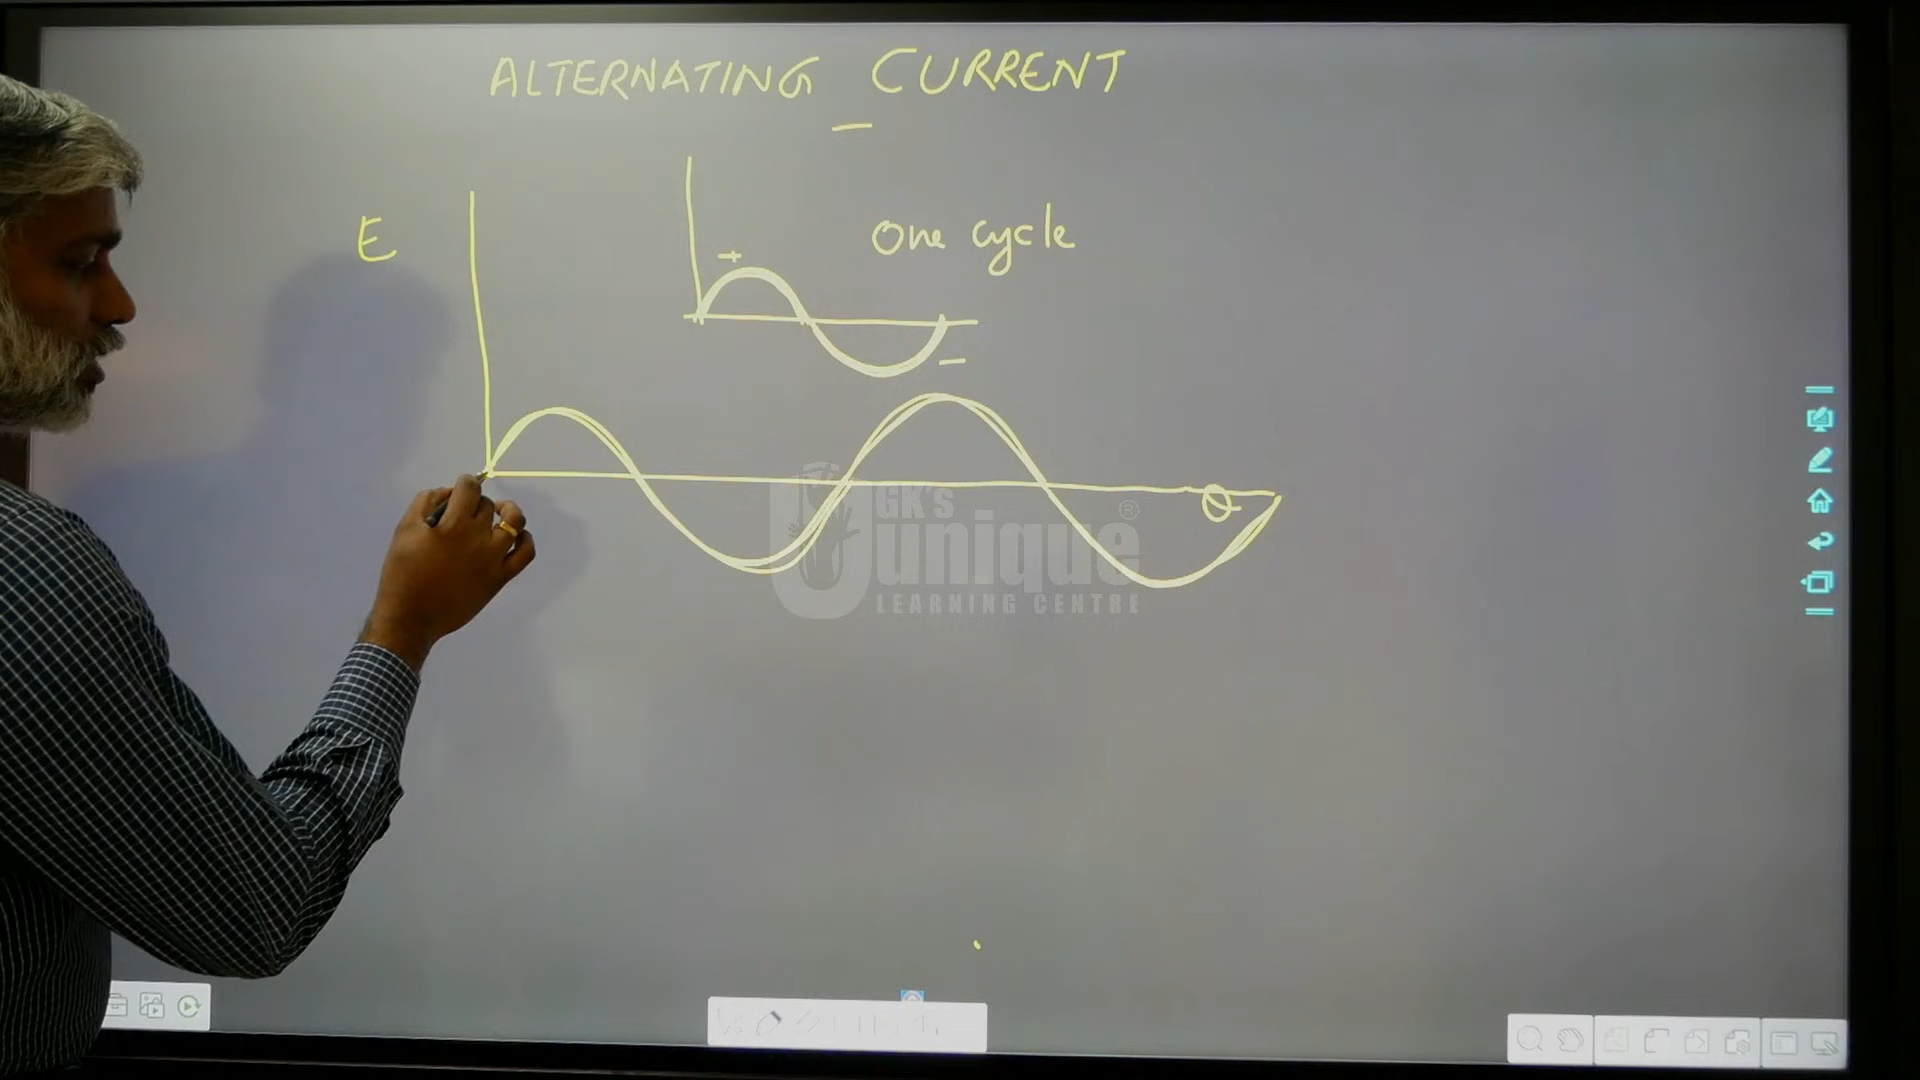 ALTERNATING CURRENT
E
One cycle
+
−
θ
GK's
unique®
LEARNING CENTRE